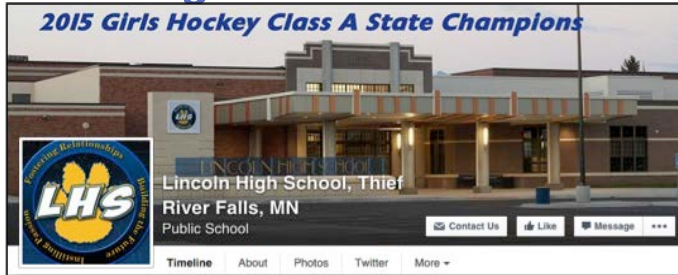 2015 Girls Hockey Class A State Champions
LHS
LINCOLN HIGH SCHOOL
Fostering Relationships
Building the Future
Instilling Passion
LHS
Lincoln High School, Thief
River Falls, MN
Public School
Contact Us
Like
Message
Timeline About Photos Twitter More